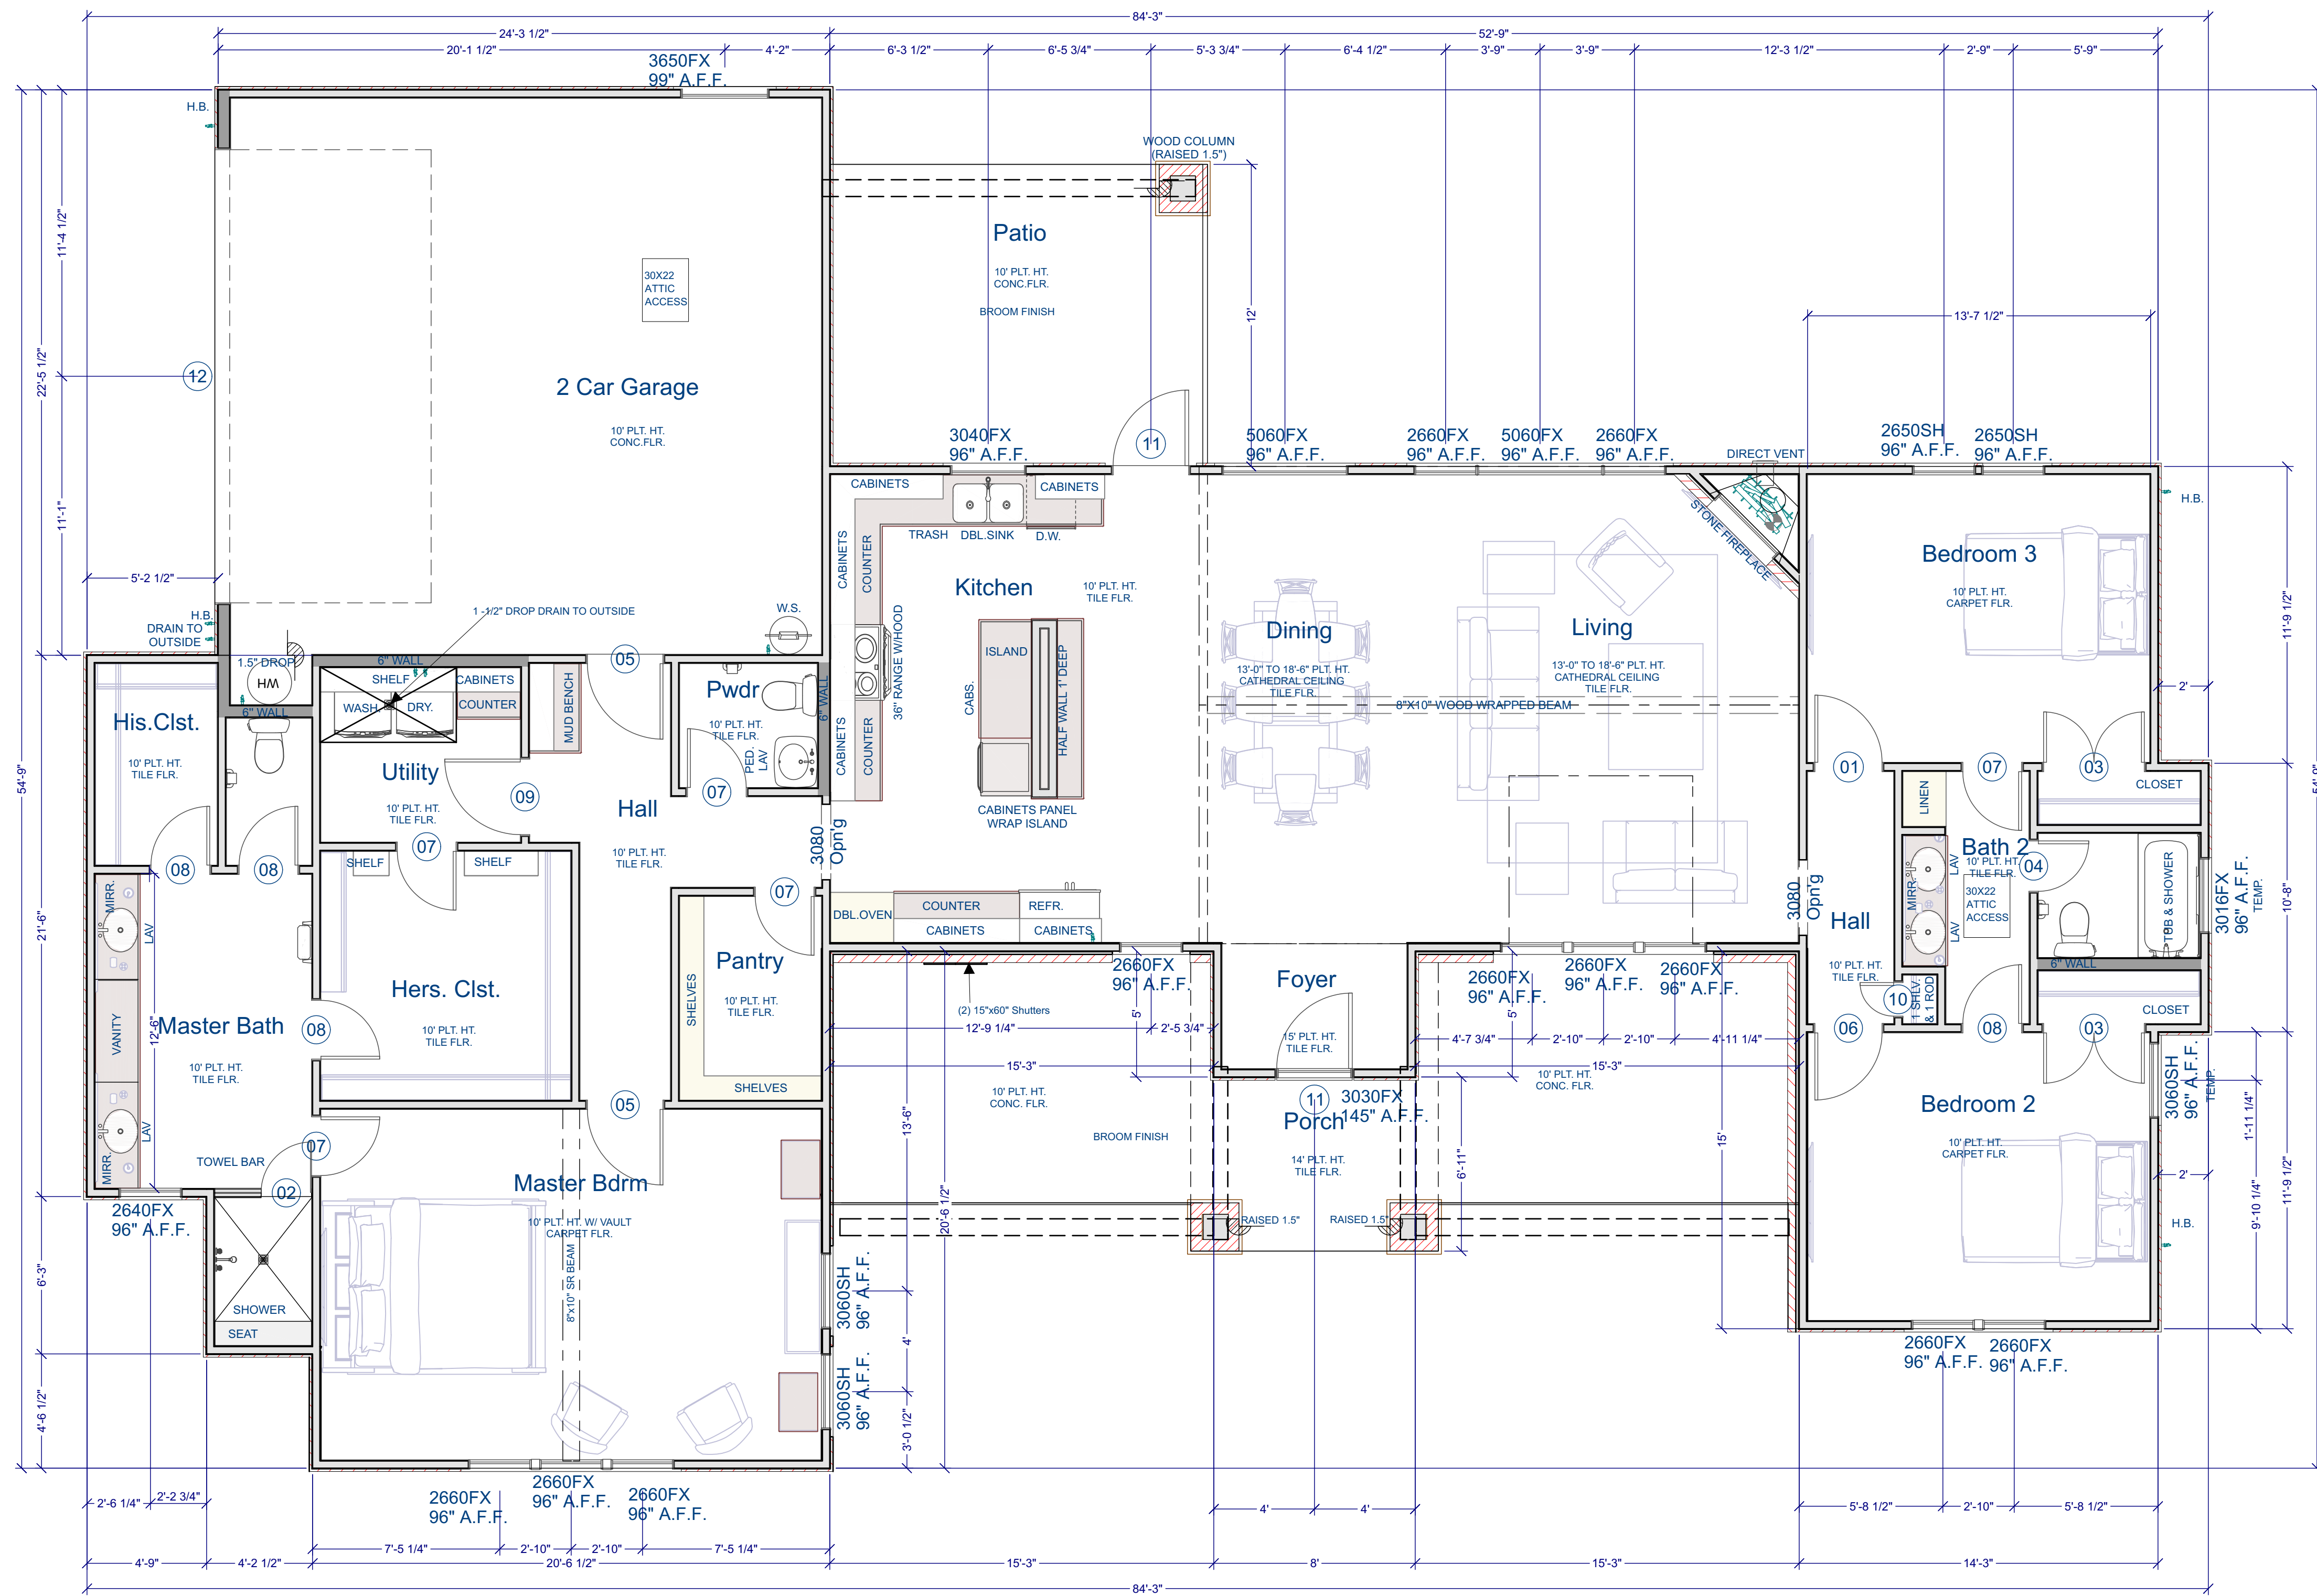 84'-3"
24'-3 1/2"
52'-9"
20'-1 1/2"
4'-2"
6'-3 1/2"
6'-5 3/4"
5'-3 3/4"
6'-4 1/2"
3'-9"
3'-9"
12'-3 1/2"
2'-9"
5'-9"
3650FX
99" A.F.F.
H.B.
WOOD COLUMN
(RAISED 1.5")
11'-4 1/2"
22'-5 1/2"
11'-1"
54'-9"
Patio
10' PLT. HT.
CONC.FLR.
BROOM FINISH
12'
30X22
ATTIC
ACCESS
13'-7 1/2"
12
2 Car Garage
10' PLT. HT.
CONC.FLR.
3040FX
96" A.F.F.
11
5060FX
96" A.F.F.
2660FX
96" A.F.F.
5060FX
96" A.F.F.
2660FX
96" A.F.F.
DIRECT VENT
2650SH
96" A.F.F.
2650SH
96" A.F.F.
H.B.
CABINETS
CABINETS
TRASH
DBL.SINK
D.W.
CABINETS
COUNTER
STONE FIREPLACE
Bedroom 3
10' PLT. HT.
CARPET FLR.
11'-9 1/2"
5'-2 1/2"
Kitchen
10' PLT. HT.
TILE FLR.
H.B.
DRAIN TO
OUTSIDE
1 -1/2" DROP DRAIN TO OUTSIDE
W.S.
36" RANGE W/HOOD
ISLAND
CABS.
HALF WALL 1' DEEP
Dining
13'-0" TO 18'-6" PLT. HT.
CATHEDRAL CEILING
TILE FLR.
Living
13'-0" TO 18'-6" PLT. HT.
CATHEDRAL CEILING
TILE FLR.
8"X10" WOOD WRAPPED BEAM
1.5" DROP
WH
6" WALL
6" WALL
SHELF
CABINETS
WASH.
DRY.
COUNTER
MUD BENCH
05
Pwdr
10' PLT. HT.
TILE FLR.
PED.
LAV
6" WALL
CABINETS
COUNTER
2'
His.Clst.
10' PLT. HT.
TILE FLR.
Utility
10' PLT. HT.
TILE FLR.
09
07
Hall
10' PLT. HT.
TILE FLR.
07
3080
Opn'g
CABINETS PANEL
WRAP ISLAND
01
07
03
CLOSET
LINEN
Bath 2
10' PLT. HT.
TILE FLR.
04
LAV
MIRR.
LAV
30X22
ATTIC
ACCESS
TUB & SHOWER
3016FX
96" A.F.F.
TEMP.
10'-8"
08
08
SHELF
SHELF
07
DBL.OVEN
COUNTER
CABINETS
REFR.
CABINETS
3080
Opn'g
Hall
10' PLT. HT.
TILE FLR.
6" WALL
CLOSET
10
1 SHLV.
& 1 ROD
06
08
03
21'-6"
MIRR.
LAV
VANITY
12'-6"
Master Bath
10' PLT. HT.
TILE FLR.
08
Hers. Clst.
10' PLT. HT.
TILE FLR.
Pantry
10' PLT. HT.
TILE FLR.
SHELVES
SHELVES
(2) 15"x60" Shutters
2660FX
96" A.F.F.
Foyer
15' PLT. HT.
TILE FLR.
2660FX
96" A.F.F.
2660FX
96" A.F.F.
2660FX
96" A.F.F.
12'-9 1/4"
2'-5 3/4"
5'
5'
4'-7 3/4"
2'-10"
2'-10"
4'-11 1/4"
15'-3"
15'-3"
10' PLT. HT.
CONC. FLR.
10' PLT. HT.
CONC. FLR.
BROOM FINISH
11
3030FX
145" A.F.F.
Porch
14' PLT. HT.
TILE FLR.
6'-11"
15'
RAISED 1.5"
RAISED 1.5"
Bedroom 2
10' PLT. HT.
CARPET FLR.
3060SH
96" A.F.F.
TEMP.
1'-11 1/4"
9'-10 1/4"
11'-9 1/2"
2'
H.B.
54'-9"
05
07
LAV
MIRR.
TOWEL BAR
02
Master Bdrm
10' PLT. HT. W/ VAULT
CARPET FLR.
8"x10" SR BEAM
13'-6"
20'-6 1/2"
2640FX
96" A.F.F.
SHOWER
SEAT
6'-3"
4'-6 1/2"
3060SH
96" A.F.F.
3060SH
96" A.F.F.
4'
3'-0 1/2"
2660FX
96" A.F.F.
2660FX
96" A.F.F.
2'-6 1/4"
2'-2 3/4"
2660FX
96" A.F.F.
2660FX
96" A.F.F.
2660FX
96" A.F.F.
4'
4'
5'-8 1/2"
2'-10"
5'-8 1/2"
7'-5 1/4"
2'-10"
2'-10"
7'-5 1/4"
4'-9"
4'-2 1/2"
20'-6 1/2"
15'-3"
8'
15'-3"
14'-3"
84'-3"